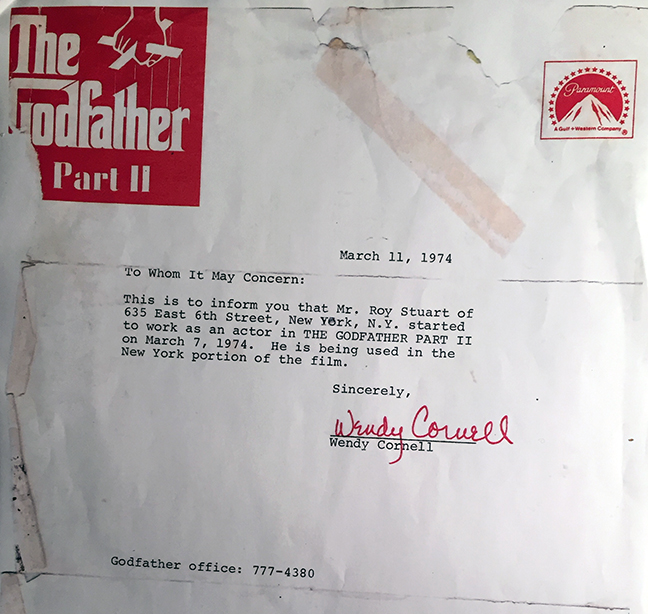 The
Godfather
Part II
Paramount
A Gulf + Western Company
®
March 11, 1974
To Whom It May Concern:
This is to inform you that Mr. Roy Stuart of
635 East 6th Street, New York, N.Y. started
to work as an actor in THE GODFATHER PART II
on March 7, 1974.  He is being used in the
New York portion of the film.
Sincerely,
Wendy Cornell
Wendy Cornell
Godfather office: 777-4380